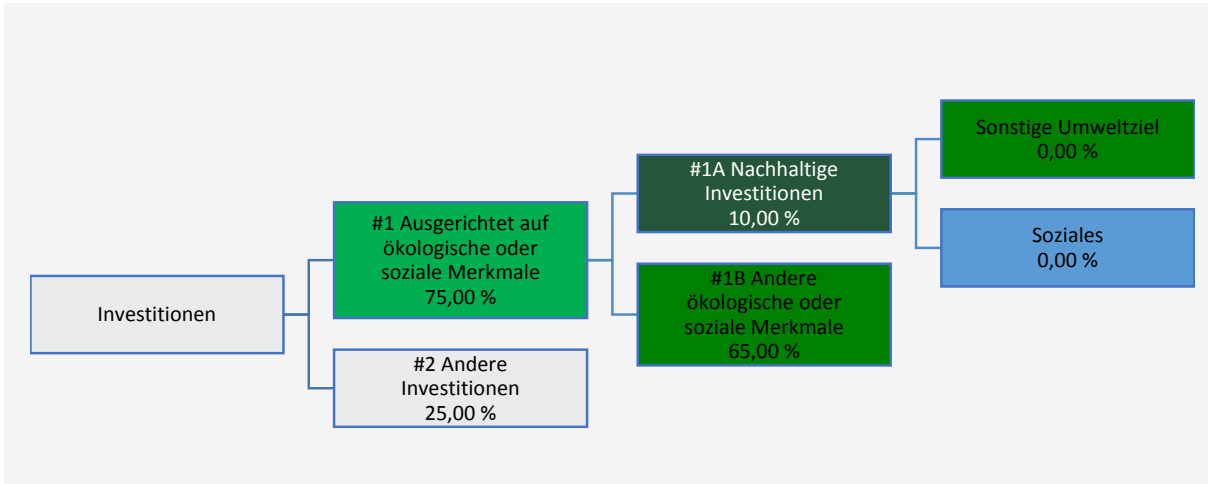 Investitionen
#1 Ausgerichtet auf
ökologische oder
soziale Merkmale
75,00 %
#2 Andere
Investitionen
25,00 %
#1A Nachhaltige
Investitionen
10,00 %
#1B Andere
ökologische oder
soziale Merkmale
65,00 %
Sonstige Umweltziel
0,00 %
Soziales
0,00 %